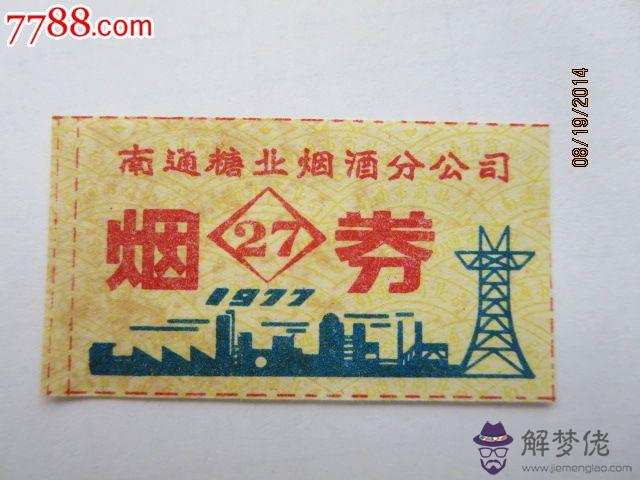 7788.com
08/19/2014
南通糖业烟酒分公司
烟 27 券
1977
解梦佬
www.jiemenglao.com